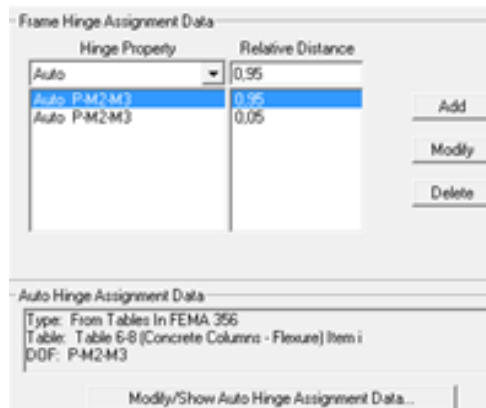 Frame Hinge Assignment Data
Hinge Property Relative Distance
Auto 0,95
Auto P-M2-M3 0.95
Auto P-M2-M3 0,05
Add
Modify
Delete
Auto Hinge Assignment Data
Type: From Tables In FEMA 356
Table: Table 6-8 (Concrete Columns - Flexure) Item i
DOF: P-M2-M3
Modify/Show Auto Hinge Assignment Data...